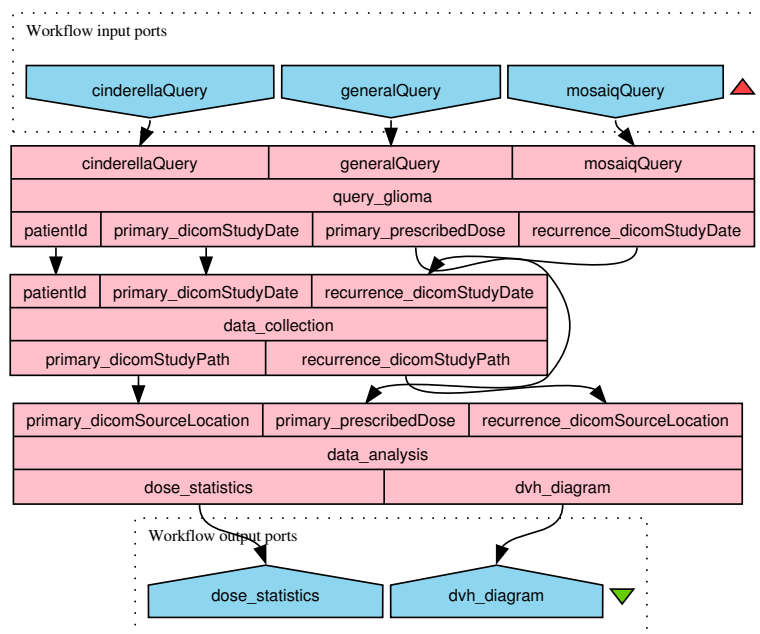 Workflow input ports
cinderellaQuery generalQuery mosaiqQuery
cinderellaQuery generalQuery mosaiqQuery
query_glioma
patientId primary_dicomStudyDate primary_prescribedDose recurrence_dicomStudyDate
patientId primary_dicomStudyDate recurrence_dicomStudyDate
data_collection
primary_dicomStudyPath recurrence_dicomStudyPath
primary_dicomSourceLocation primary_prescribedDose recurrence_dicomSourceLocation
data_analysis
dose_statistics dvh_diagram
Workflow output ports
dose_statistics dvh_diagram